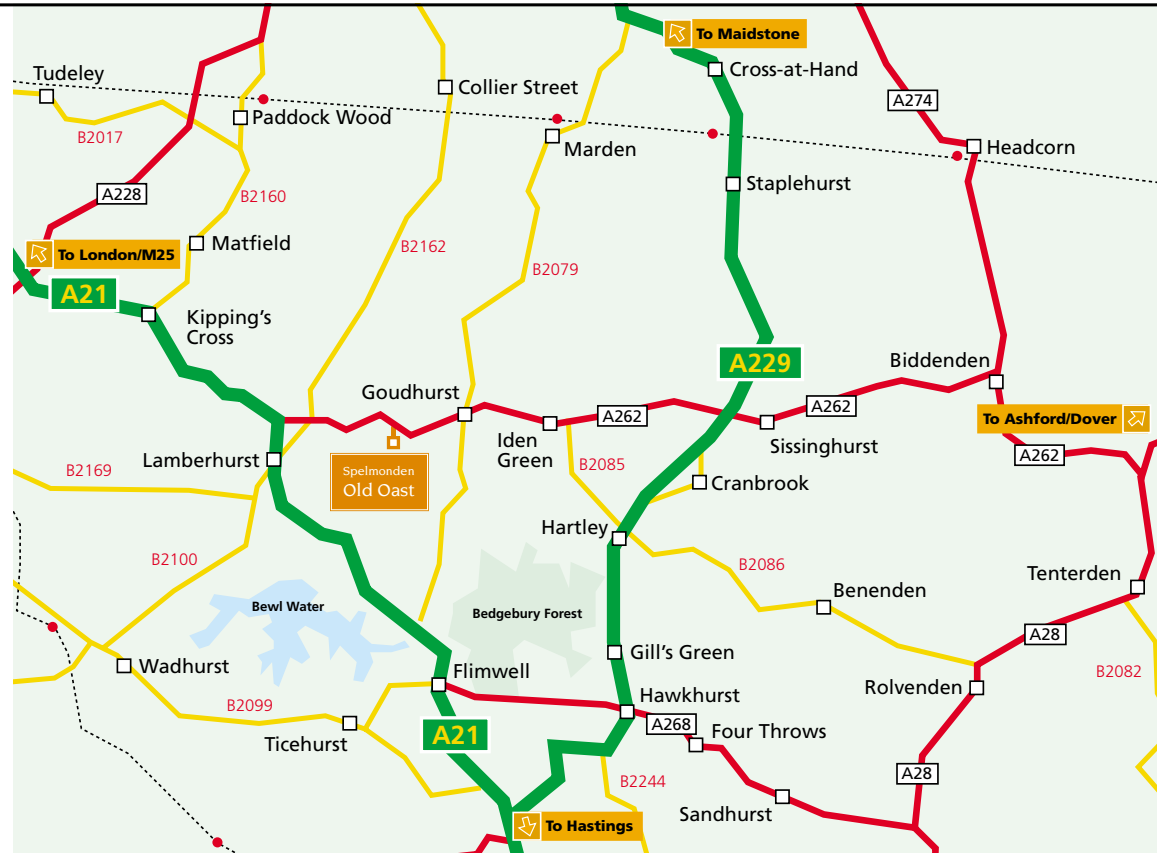 To Maidstone
Cross-at-Hand
Tudeley
Collier Street
A274
Paddock Wood
B2017
Marden
Headcorn
A228
B2160
Staplehurst
Matfield
B2162
To London/M25
B2079
A21
Kipping's
Cross
A229
Biddenden
Goudhurst
A262
A262
To Ashford/Dover
Iden
Green
Sissinghurst
Lamberhurst
A262
B2169
Spelmonden
Old Oast
B2085
Cranbrook
Hartley
B2100
B2086
Benenden
Tenterden
Bewl Water
Bedgebury Forest
A28
Wadhurst
Flimwell
Gill's Green
B2082
Rolvenden
B2099
Hawkhurst
A268
Four Throws
A21
Ticehurst
A28
B2244
Sandhurst
To Hastings